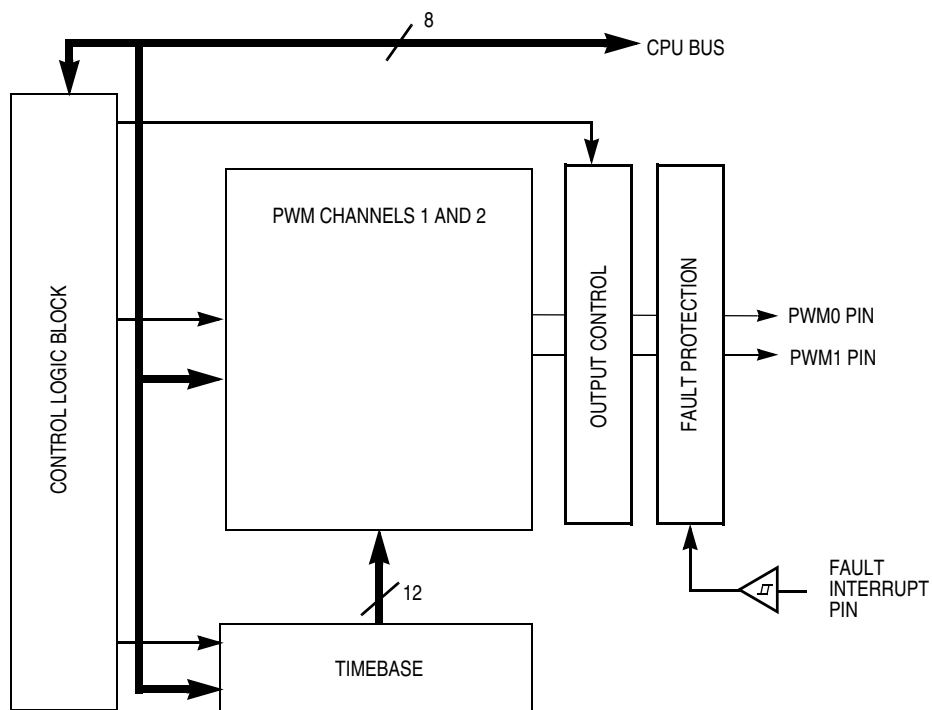 8
CPU BUS
PWM CHANNELS 1 AND 2
CONTROL LOGIC BLOCK
OUTPUT CONTROL
FAULT PROTECTION
PWM0 PIN
PWM1 PIN
12
FAULT
INTERRUPT
PIN
TIMEBASE